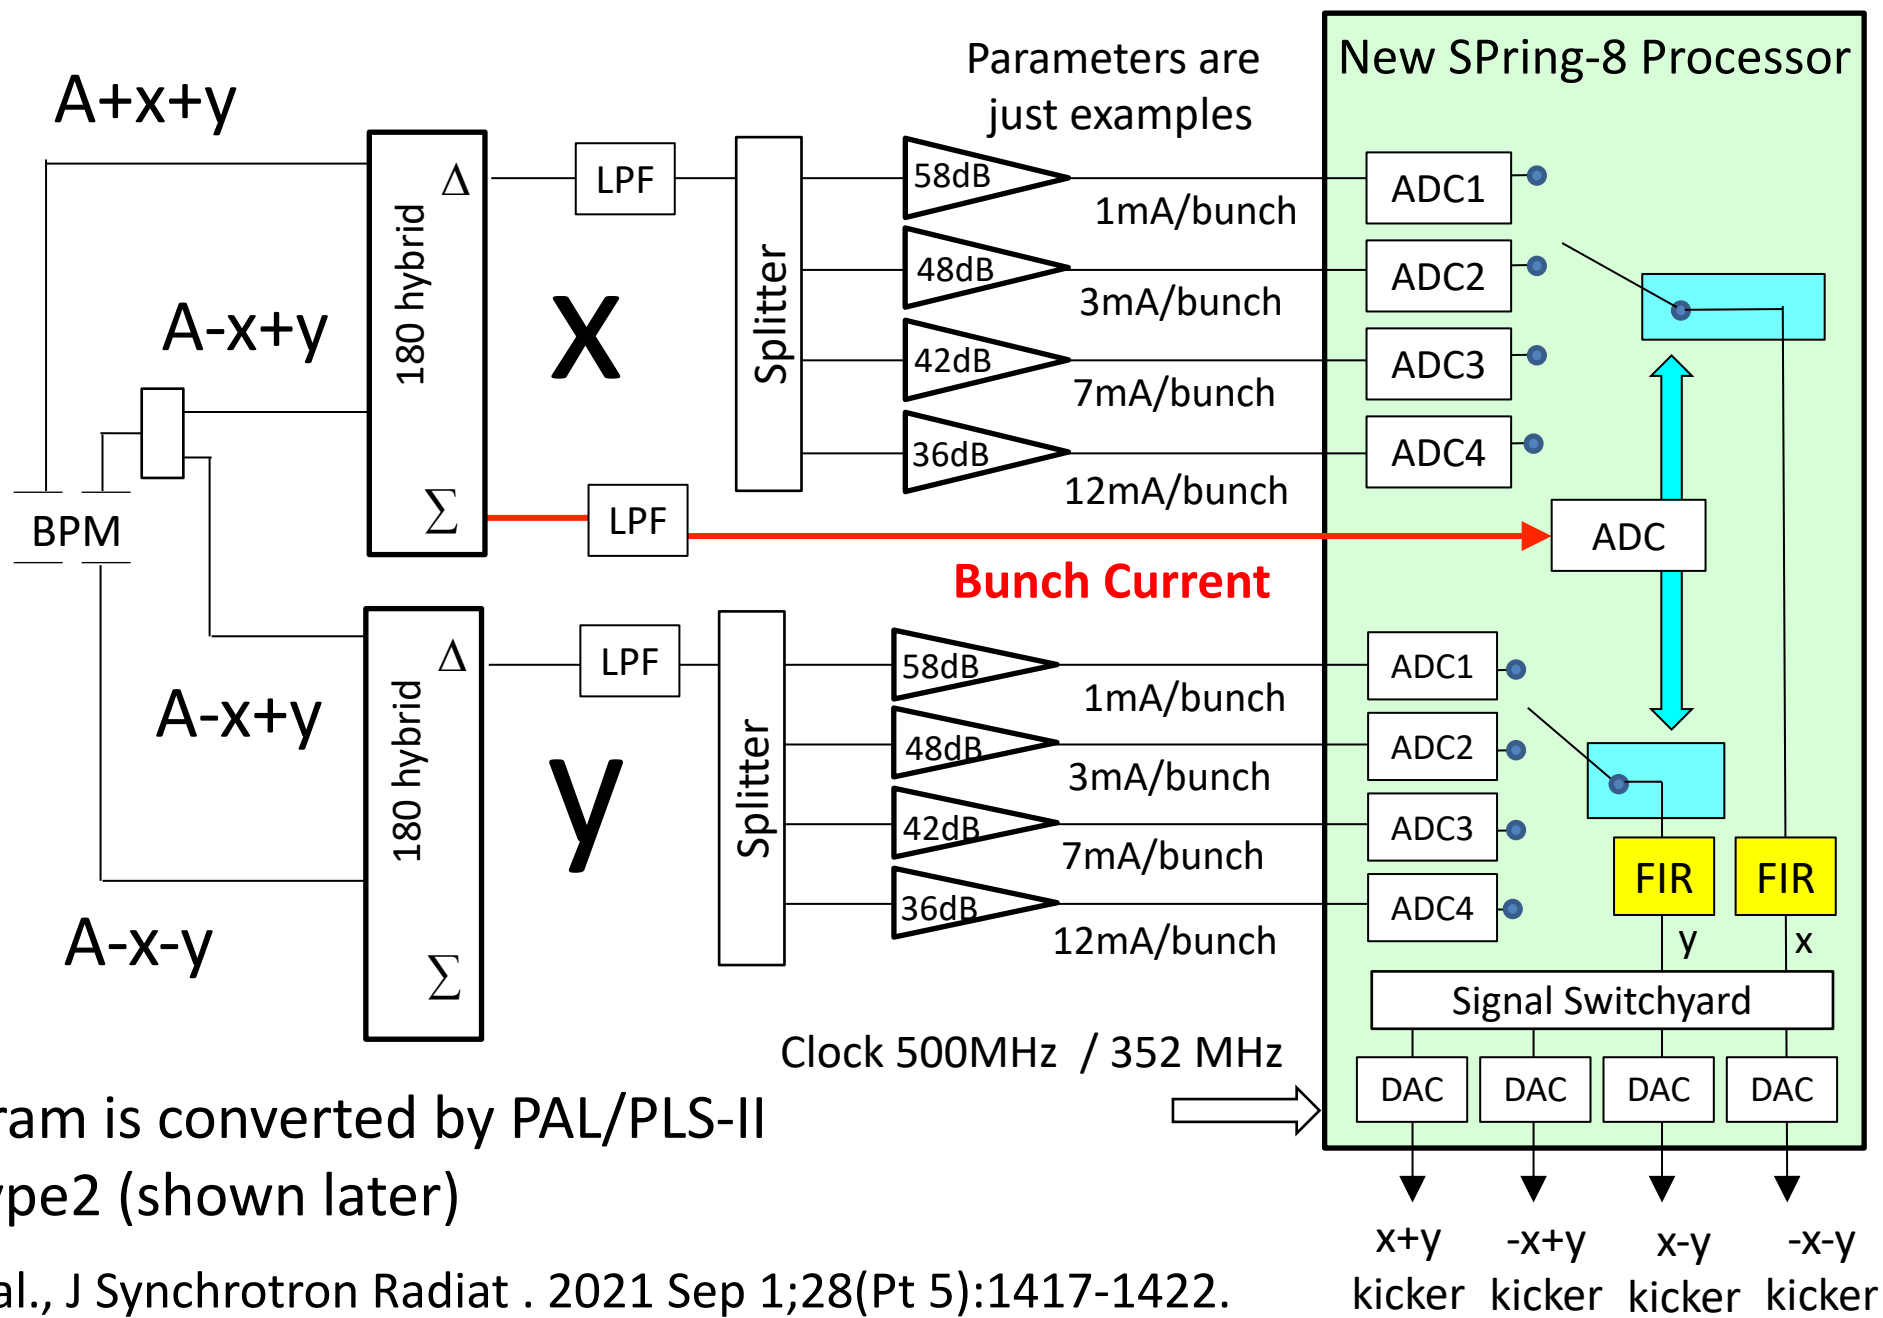 Parameters are
just examples
New SPring-8 Processor
A+x+y
180 hybrid
Δ
Σ
LPF
Splitter
58dB
1mA/bunch
ADC1
A-x+y
x
48dB
3mA/bunch
ADC2
42dB
7mA/bunch
ADC3
36dB
12mA/bunch
ADC4
BPM
LPF
ADC
Bunch Current
180 hybrid
Δ
Σ
LPF
Splitter
58dB
1mA/bunch
ADC1
A-x+y
y
48dB
3mA/bunch
ADC2
42dB
7mA/bunch
ADC3
36dB
12mA/bunch
ADC4
FIR
FIR
y
x
A-x-y
Signal Switchyard
Clock 500MHz / 352 MHz
DAC
DAC
DAC
DAC
ram is converted by PAL/PLS-II
ype2 (shown later)
x+y
kicker
-x+y
kicker
x-y
kicker
-x-y
kicker
al., J Synchrotron Radiat . 2021 Sep 1;28(Pt 5):1417-1422.